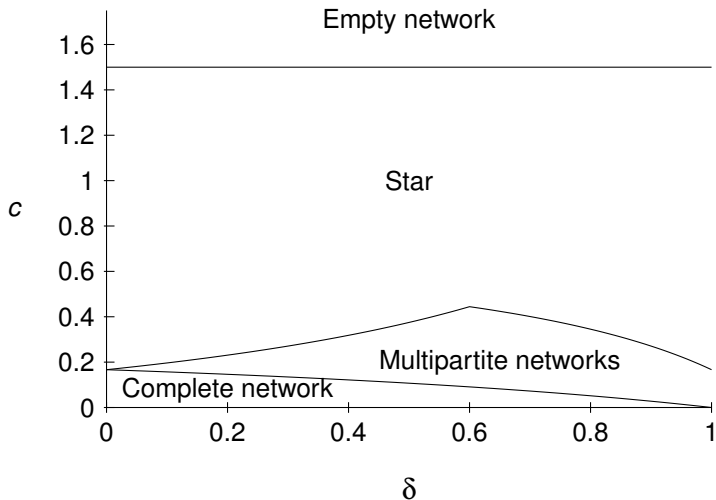 Empty network
1.6
1.4
1.2
Star
1
c
0.8
0.6
0.4
Multipartite networks
0.2
Complete network
0
0 0.2 0.4 0.6 0.8 1
δ